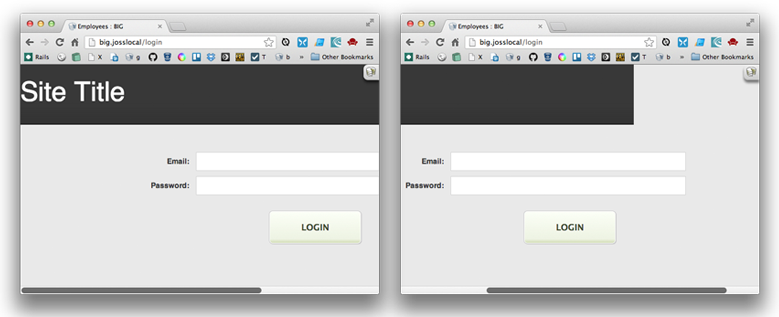 Employees : BIG
big.josslocal/login
Rails X g T b » Other Bookmarks
Site Title
Email:
Password:
LOGIN
Employees : BIG
big.josslocal/login
Rails X g T b » Other Bookmarks
Email:
Password:
LOGIN